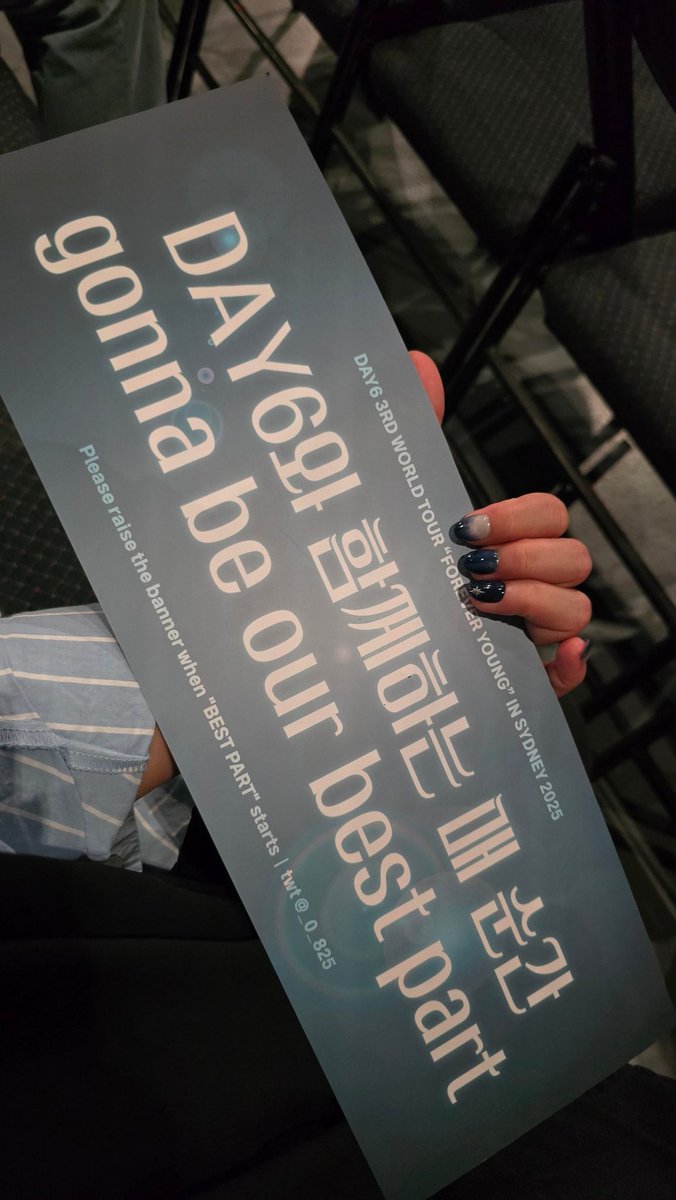 DAY6 3RD WORLD TOUR “FOREVER YOUNG” IN SYDNEY 2025
DAY6와 함께하는 매 순간
gonna be our best part
Please raise the banner when "BEST PART" starts | twt @_0_825